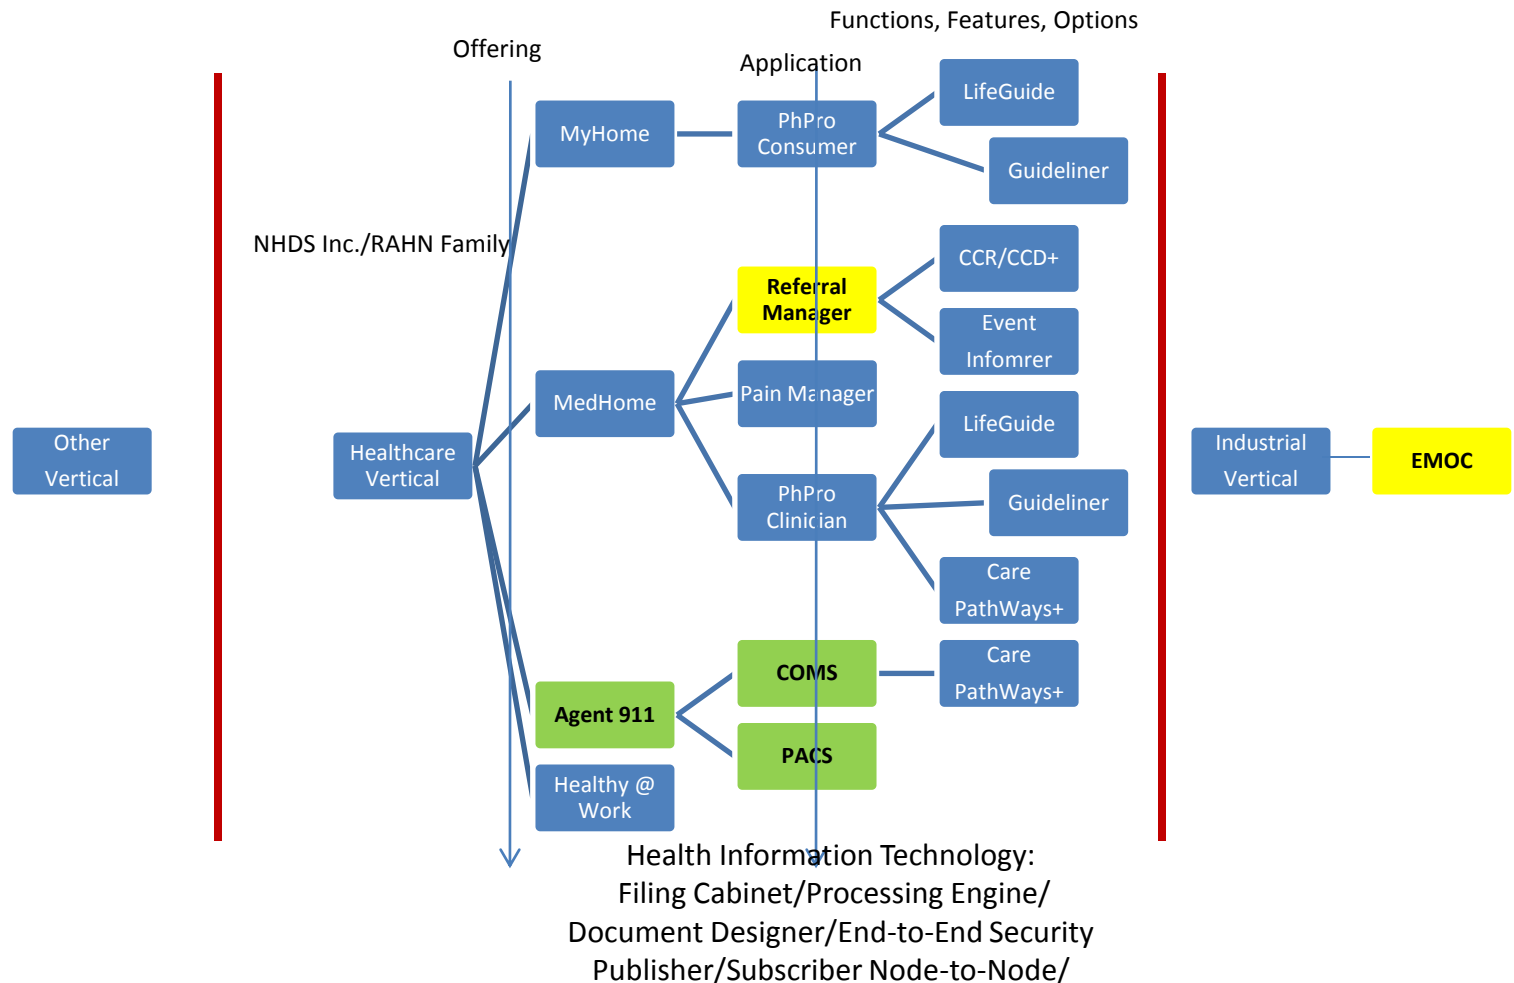 Functions, Features, Options
Offering
Application
LifeGuide
MyHome
PhPro
Consumer
Guideliner
NHDS Inc./RAHN Family
CCR/CCD+
Referral
Manager
Event
Infomrer
MedHome
Pain Manager
LifeGuide
Other
Vertical
Healthcare
Vertical
Industrial
Vertical
EMOC
PhPro
Clinician
Guideliner
Care
PathWays+
COMS
Care
PathWays+
Agent 911
PACS
Healthy @
Work
Health Information Technology:
Filing Cabinet/Processing Engine/
Document Designer/End-to-End Security
Publisher/Subscriber Node-to-Node/